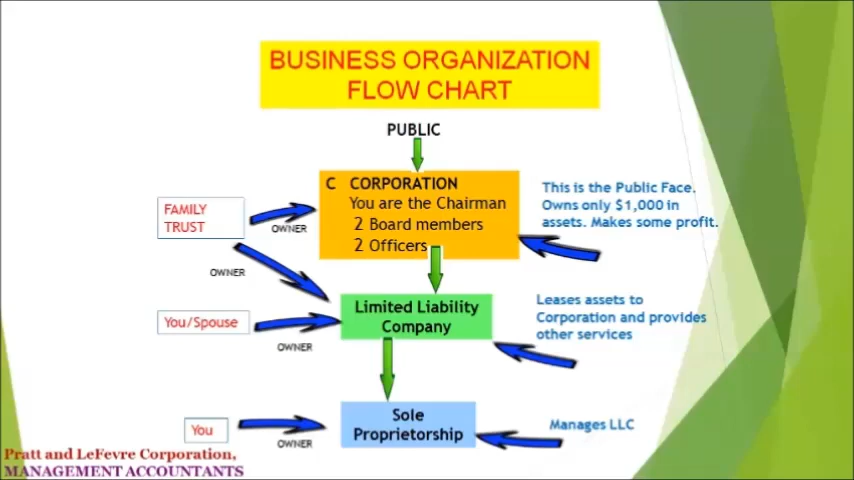 BUSINESS ORGANIZATION
FLOW CHART
PUBLIC
C CORPORATION
You are the Chairman
2 Board members
2 Officers
FAMILY
TRUST
OWNER
This is the Public Face.
Owns only $1,000 in
assets. Makes some profit.
OWNER
Limited Liability
Company
You/Spouse
OWNER
Leases assets to
Corporation and provides
other services
Sole
Proprietorship
You
OWNER
Manages LLC
Pratt and LeFevre Corporation,
MANAGEMENT ACCOUNTANTS